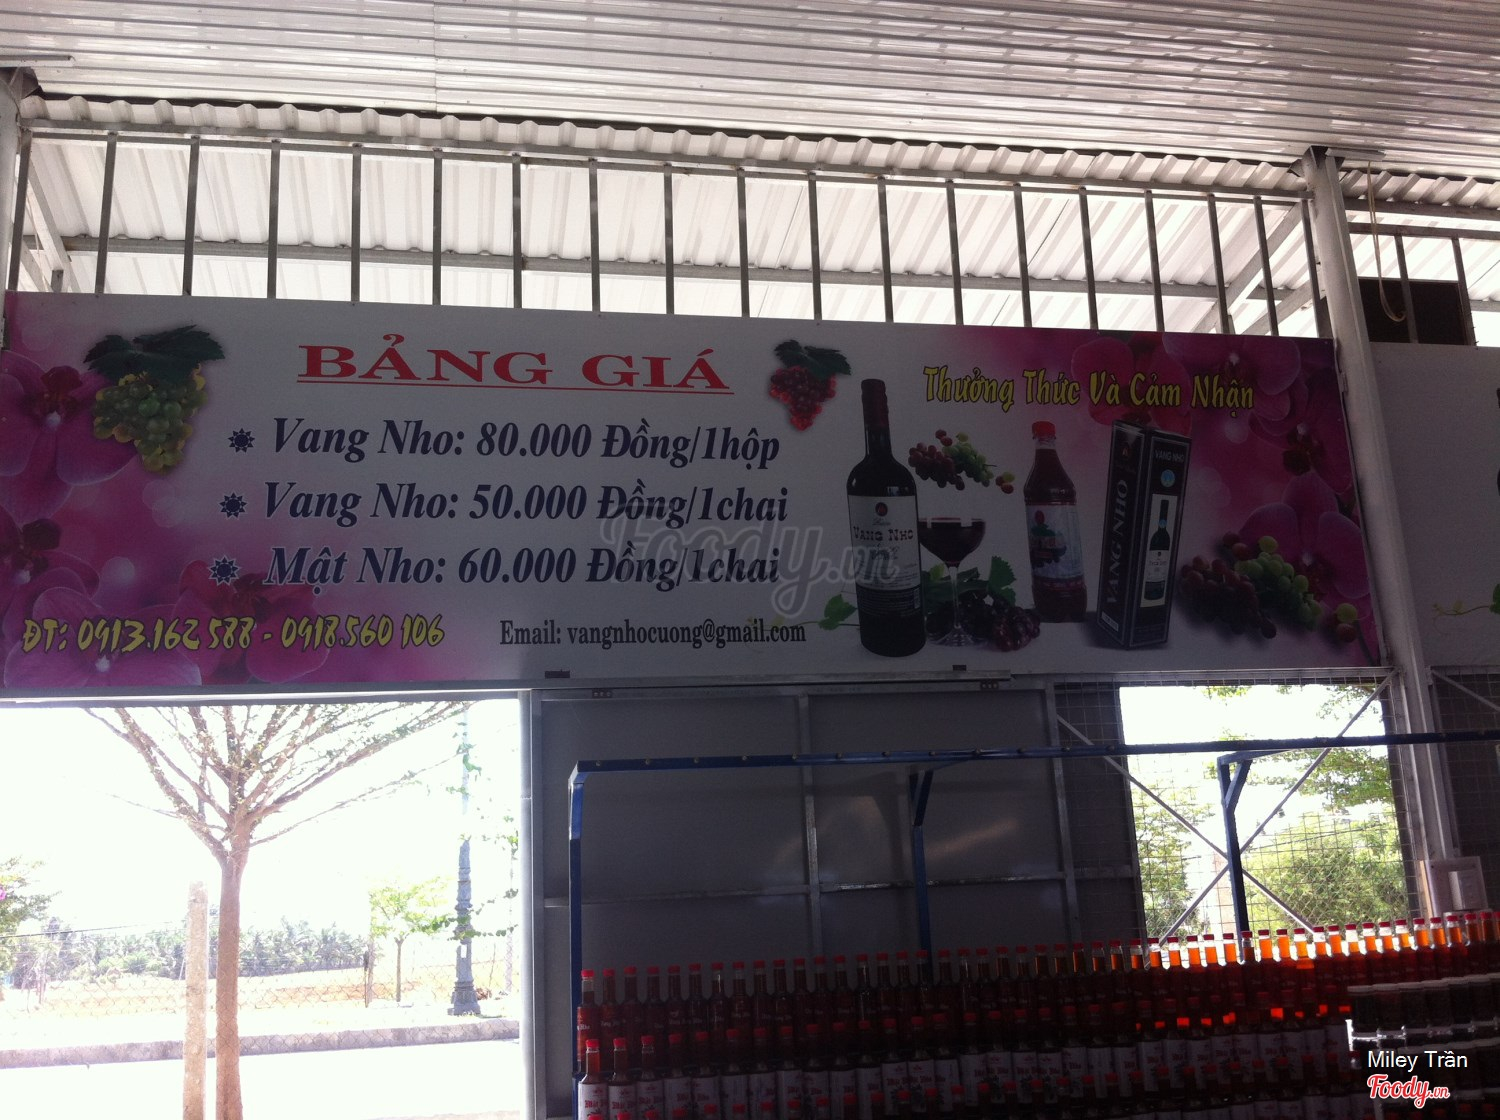 BẢNG GIÁ
Vang Nho: 80.000 Đồng/1hộp
Vang Nho: 50.000 Đồng/1chai
Mật Nho: 60.000 Đồng/1chai
ĐT: 0913.162 588 - 0918.560 106
Email: vangnhocuong@gmail.com
Thưởng Thức Và Cảm Nhận
VANG NHO
VANG NHO
VANG NHO
Foody.vn
Miley Trần
Foody.vn